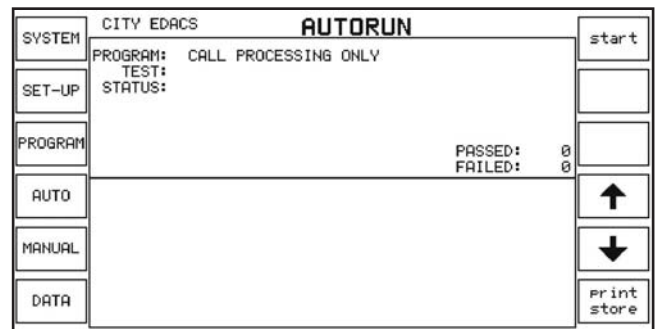 CITY EDACS AUTORUN
SYSTEM
SET-UP
PROGRAM
AUTO
MANUAL
DATA
PROGRAM: CALL PROCESSING ONLY
TEST:
STATUS:
PASSED: 0
FAILED: 0
start
print
store